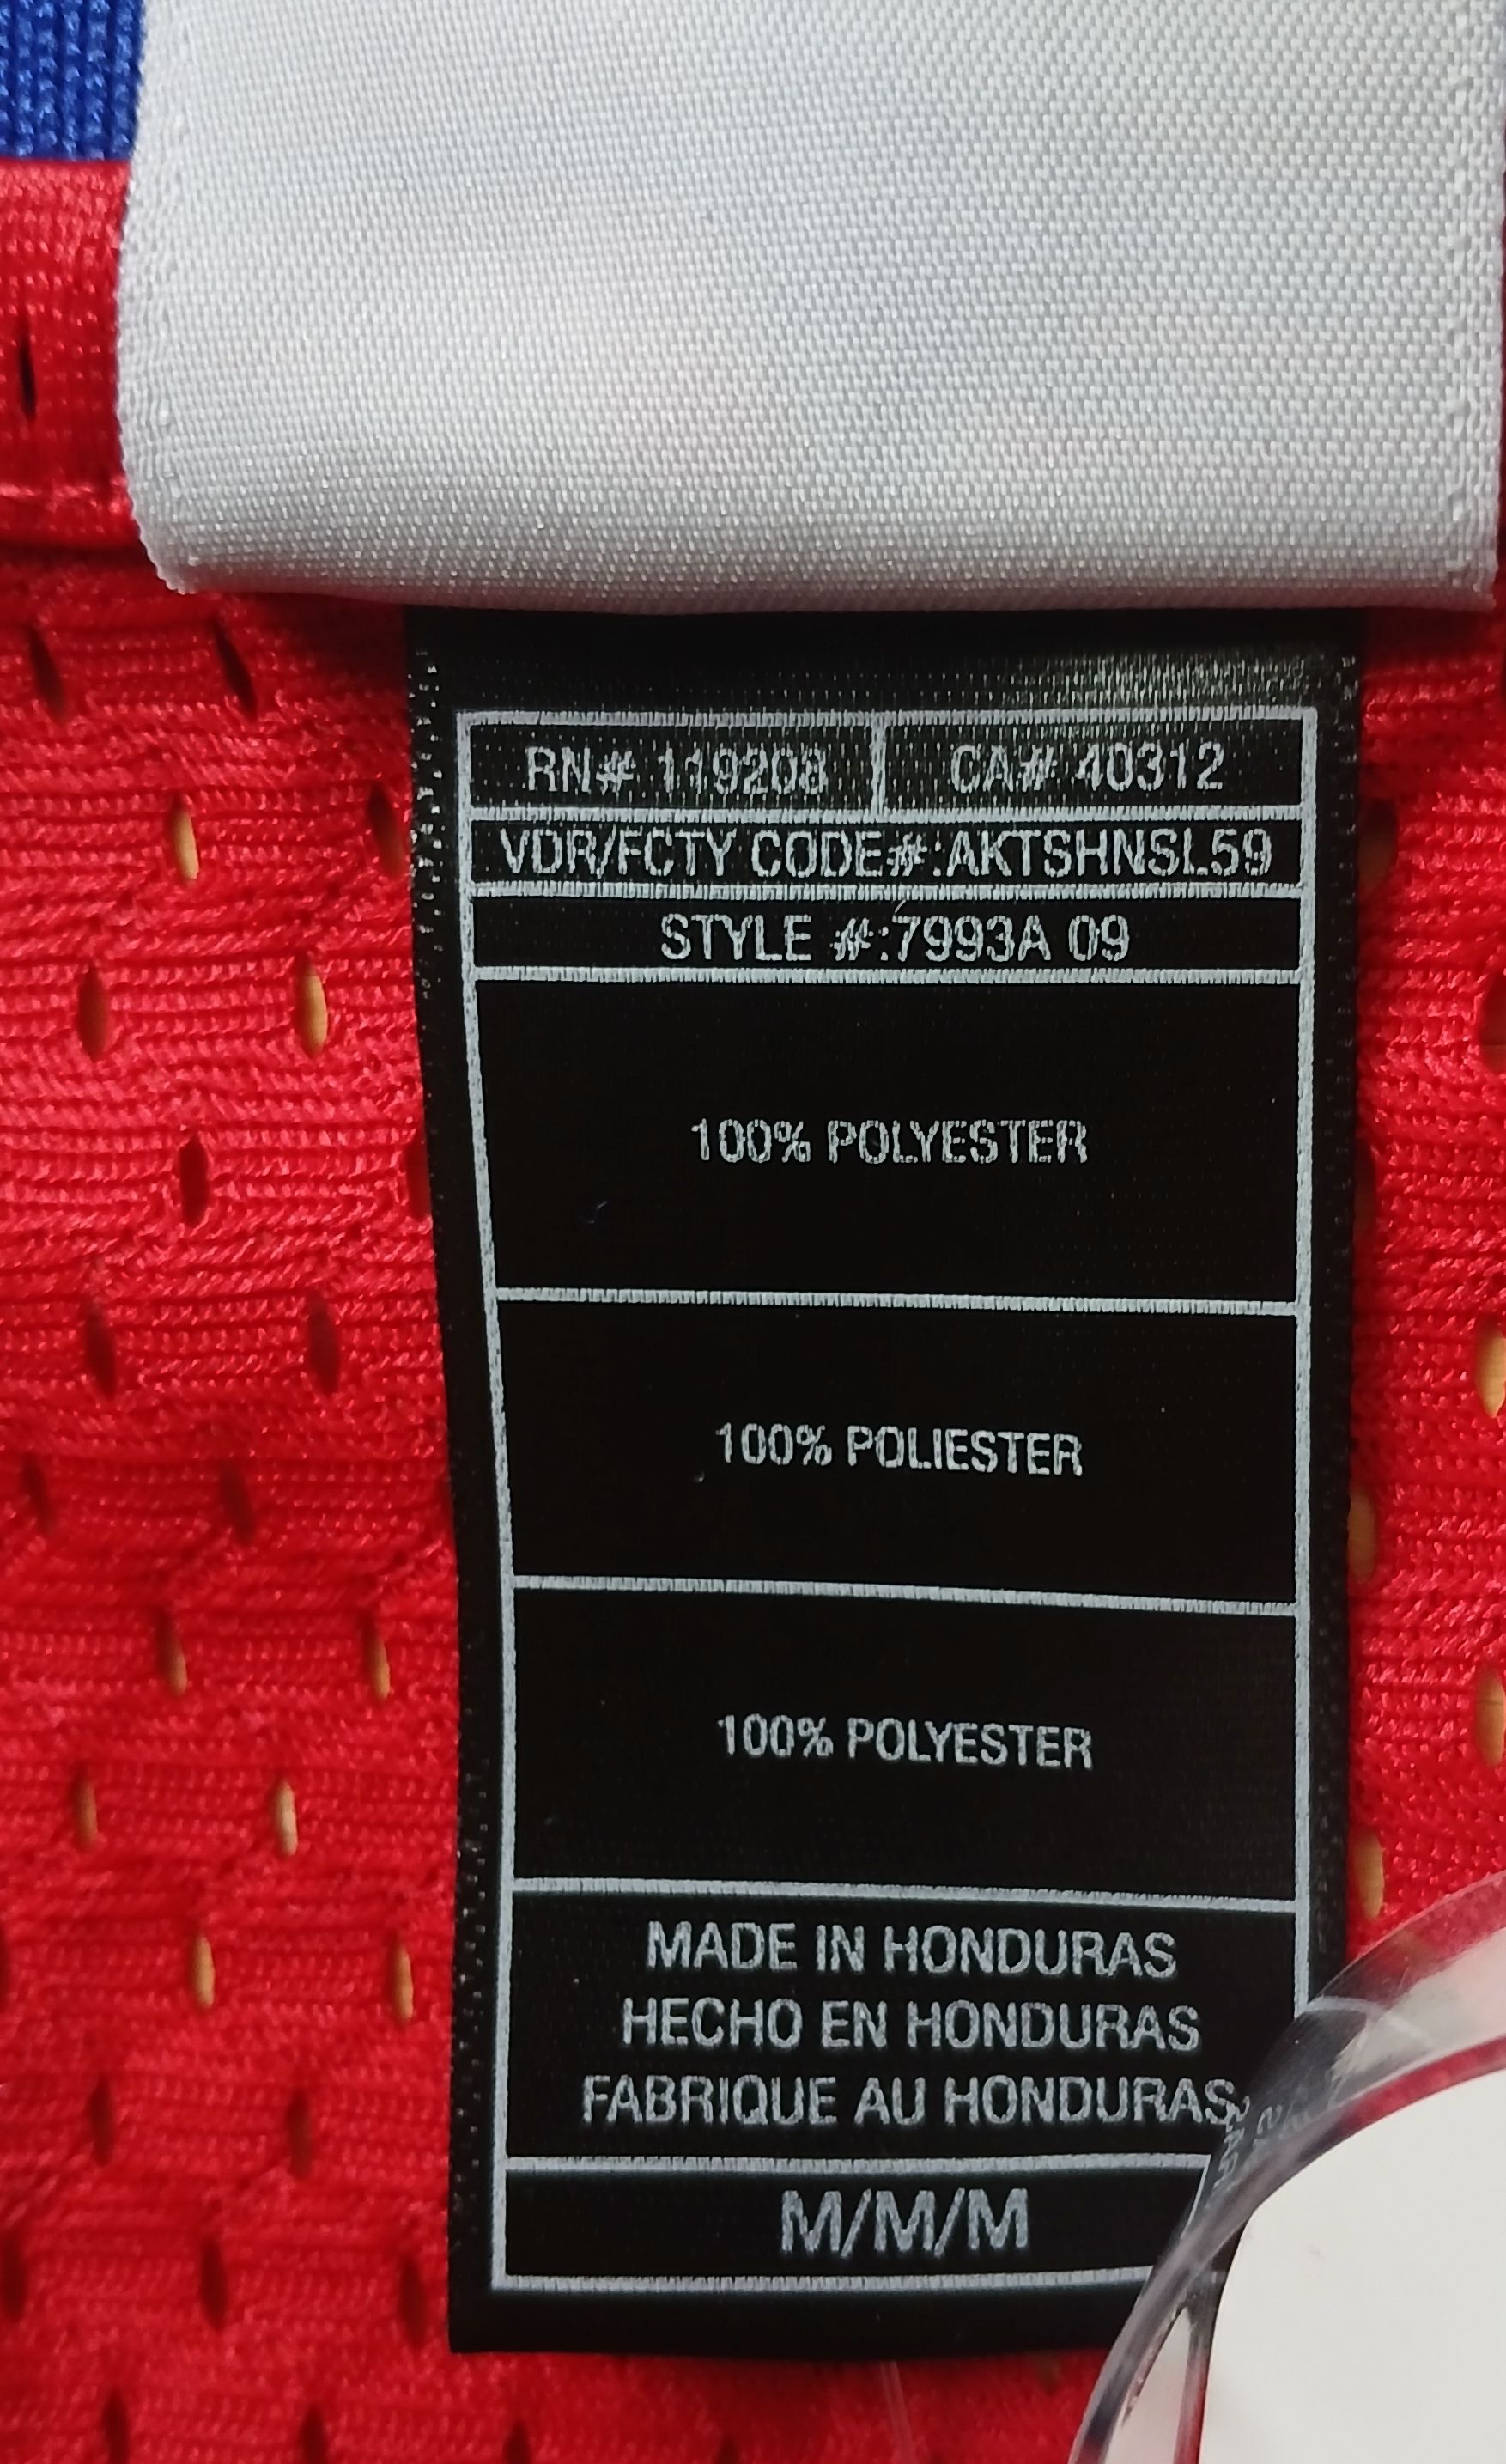 RN# 119208 CA# 40312
VDR/FCTY CODE#:AKTSHNSL59
STYLE #:7993A 09
100% POLYESTER
100% POLIESTER
100% POLYESTER
MADE IN HONDURAS
HECHO EN HONDURAS
FABRIQUE AU HONDURAS
M/M/M